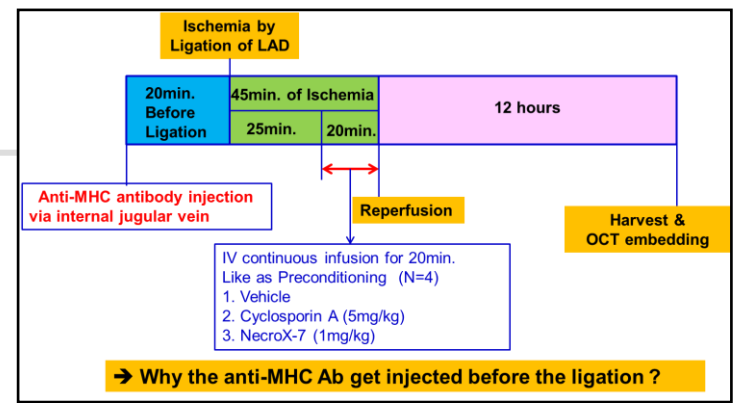 Ischemia by
Ligation of LAD
20min.
Before
Ligation
45min. of Ischemia
25min.
20min.
12 hours
Anti-MHC antibody injection
via internal jugular vein
Reperfusion
Harvest &
OCT embedding
IV continuous infusion for 20min.
Like as Preconditioning (N=4)
1. Vehicle
2. Cyclosporin A (5mg/kg)
3. NecroX-7 (1mg/kg)
➔ Why the anti-MHC Ab get injected before the ligation ?